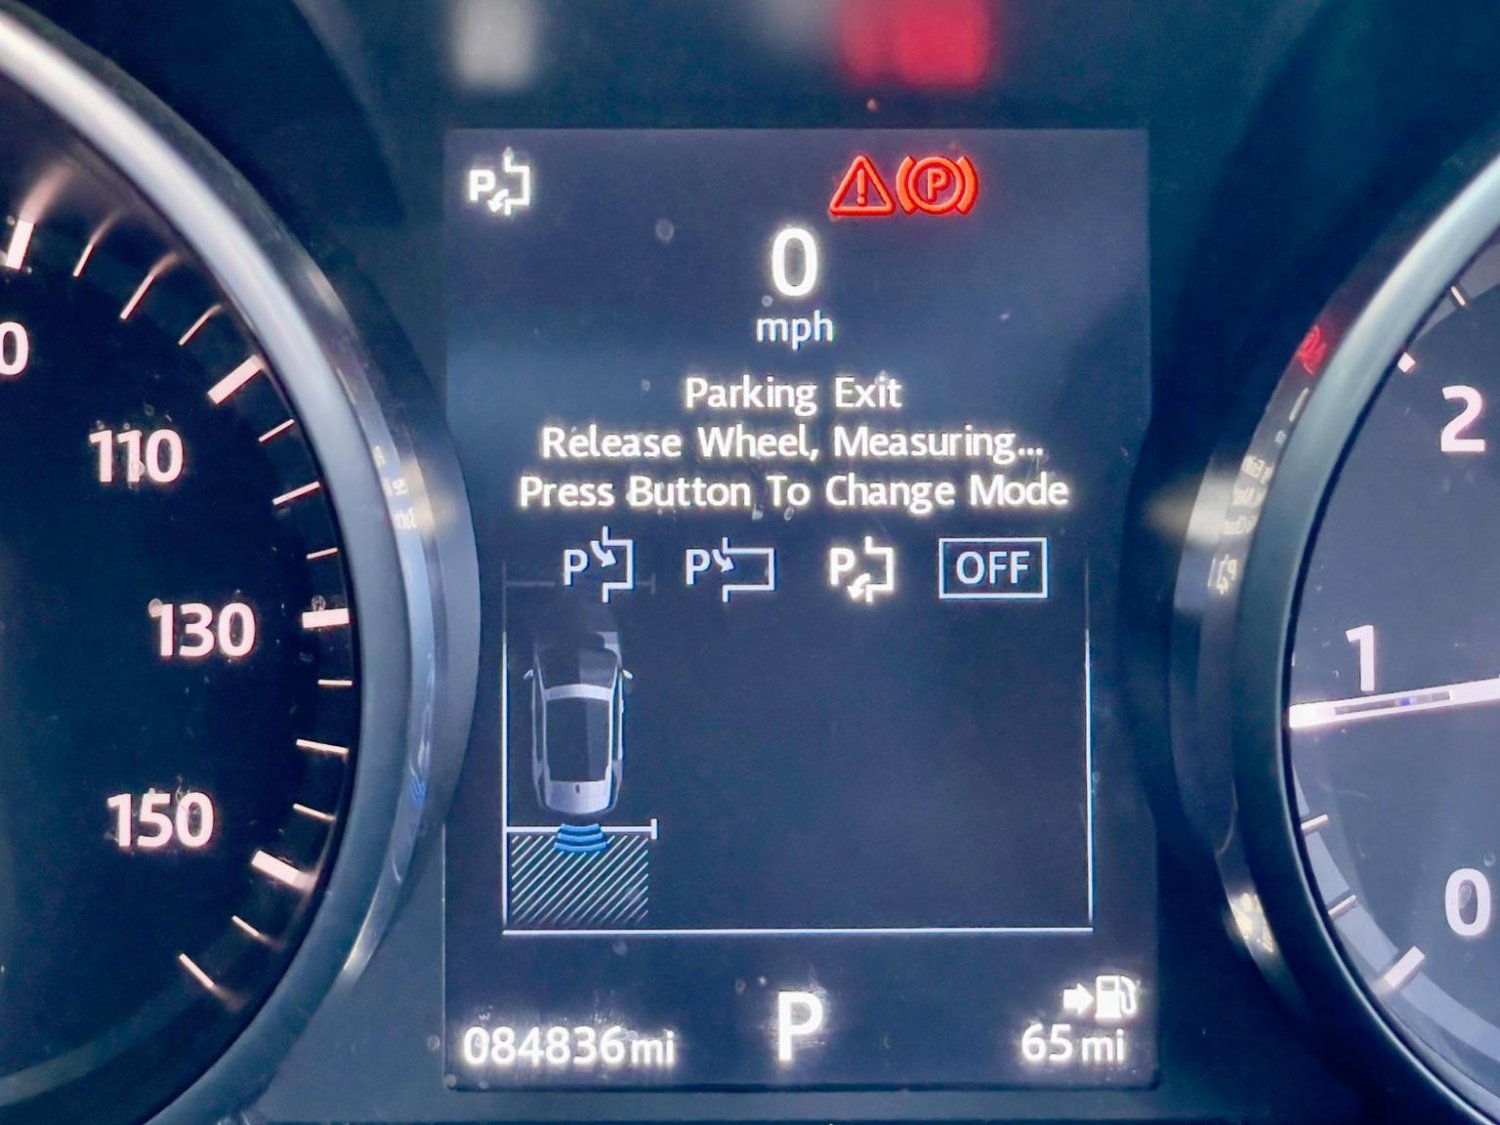 P
P
0
mph
Parking Exit
Release Wheel, Measuring...
Press Button To Change Mode
P P P OFF
110
130
150
2
1
0
084836mi P 65mi